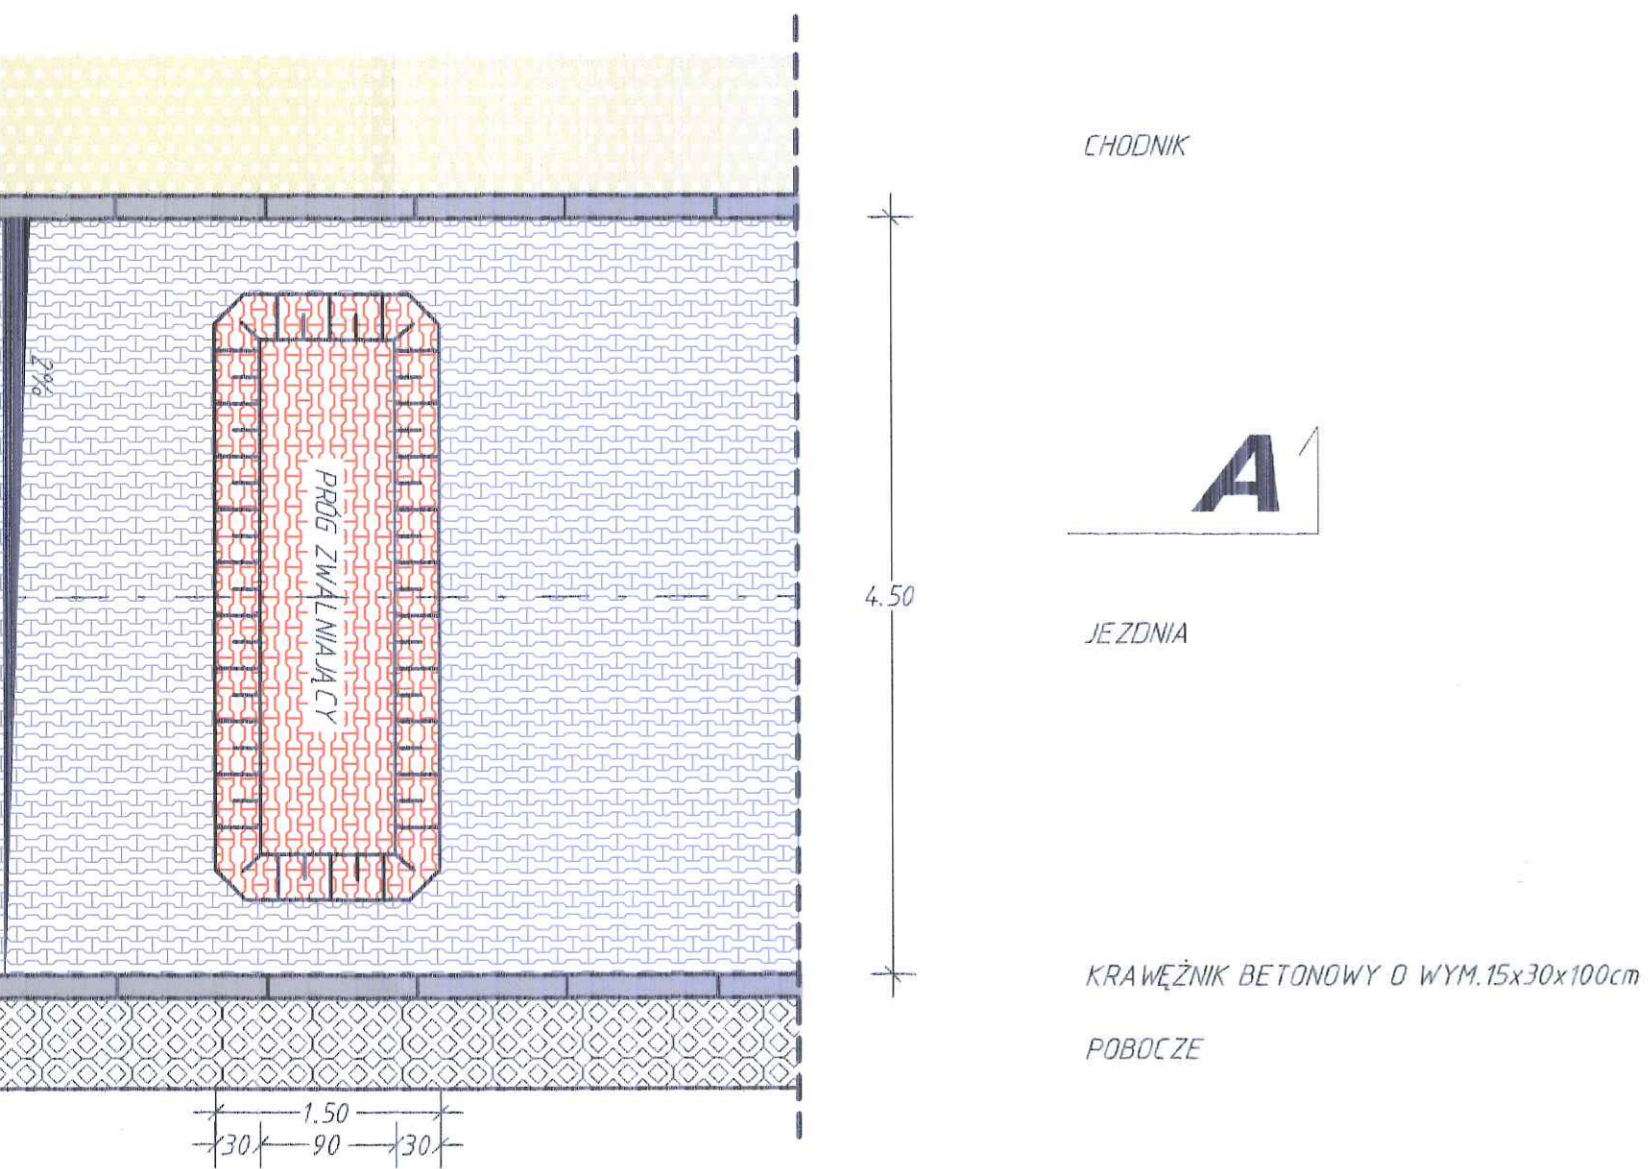 CHODNIK
2%
A
PRÓG ZWALNIAJĄCY
4.50
JEZDNIA
KRAWĘŻNIK BETONOWY O WYM.15x30x100cm
POBOCZE
1.50
30 90 30